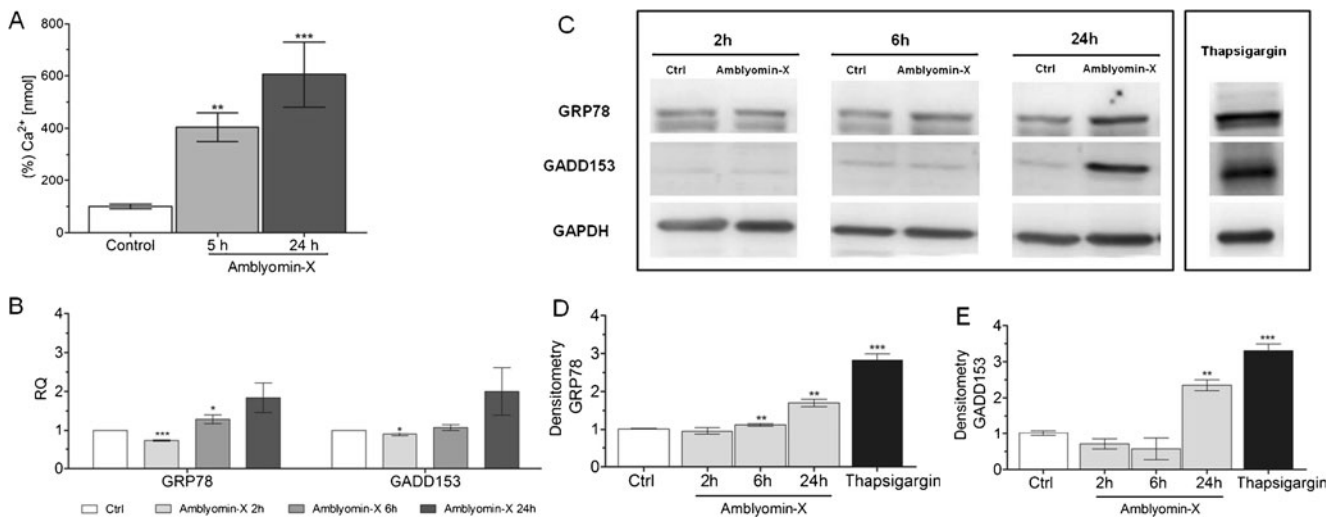 A
800
600
400
200
0
(%) Ca²⁺ [nmol]
**
***
Control
5 h
24 h
Amblyomin-X
B
4
3
2
1
0
RQ
***
*
*
GRP78
GADD153
Ctrl
Amblyomin-X 2h
Amblyomin-X 6h
Amblyomin-X 24h
C
2h
6h
24h
Thapsigargin
Ctrl
Amblyomin-X
Ctrl
Amblyomin-X
Ctrl
Amblyomin-X
GRP78
GADD153
GAPDH
D
4
3
2
1
0
Densitometry
GRP78
**
**
***
Ctrl
2h
6h
24h
Thapsigargin
Amblyomin-X
E
4
3
2
1
0
Densitometry
GADD153
**
***
Ctrl
2h
6h
24h
Thapsigargin
Amblyomin-X